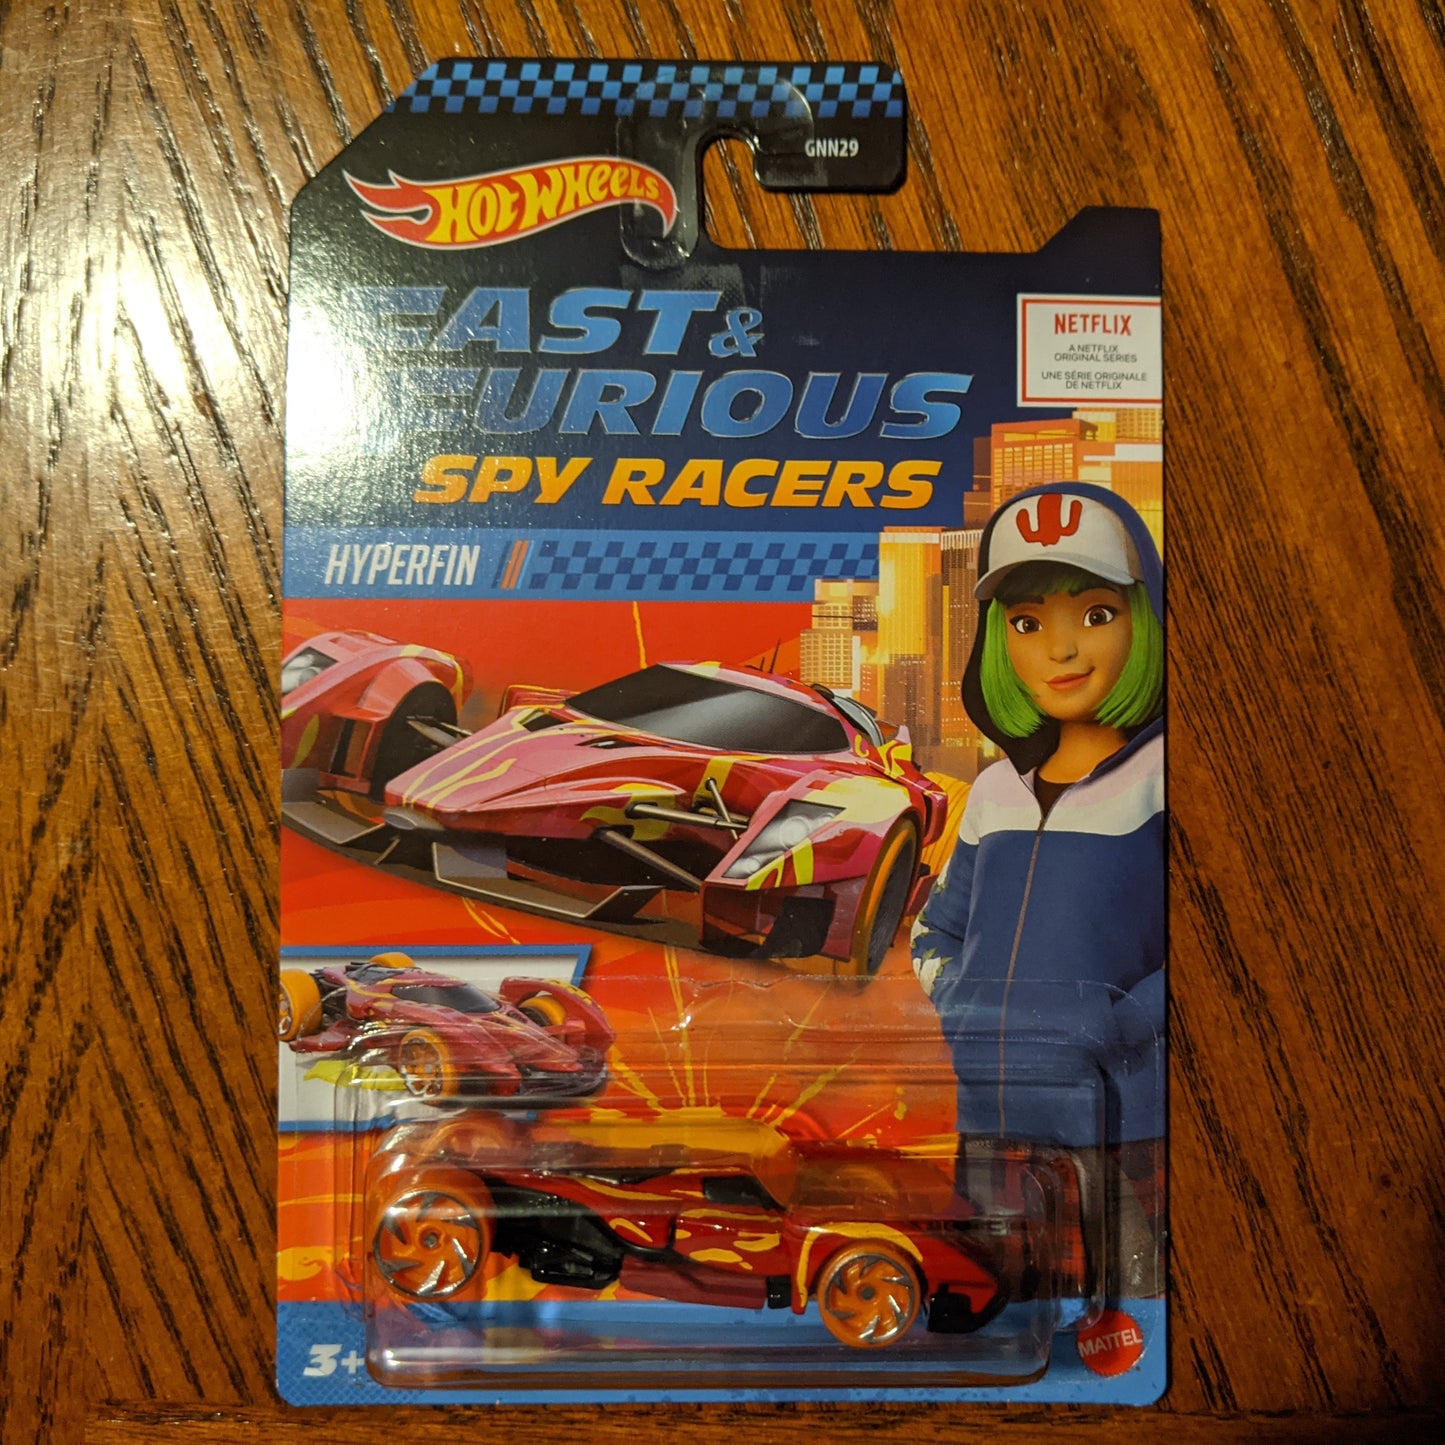 GNN29
HOT WHEELS
FAST &
FURIOUS
SPY RACERS
NETFLIX
A NETFLIX
ORIGINAL SERIES
UNE SÉRIE ORIGINALE
DE NETFLIX
HYPERFIN
3+
MATTEL